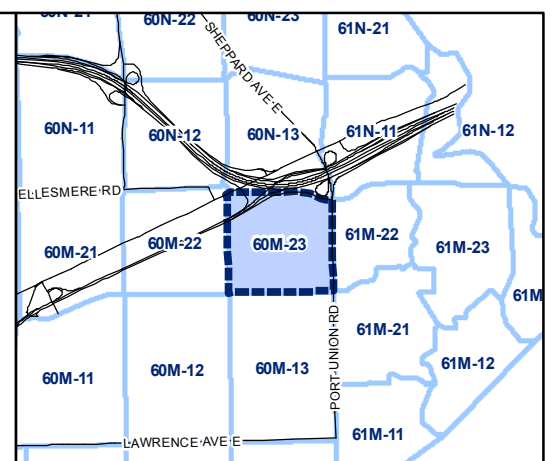 60N-22
60N-23
61N-21
SHEPPARD AVE E
60N-11
60N-12
60N-13
61N-11
61N-12
ELLESMERE RD
60M-21
60M-22
60M-23
61M-22
61M-23
61M
PORT UNION RD
61M-21
60M-11
60M-12
60M-13
61M-12
61M-11
LAWRENCE AVE E